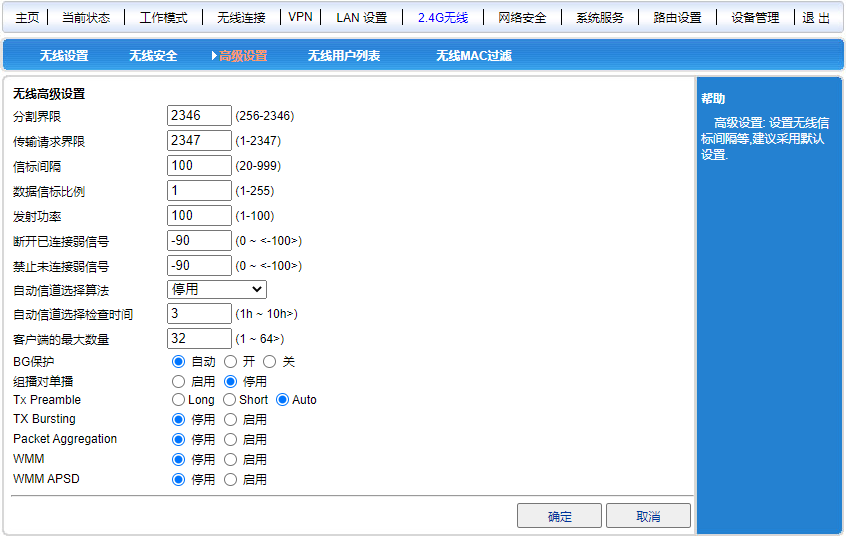 主页 当前状态 工作模式 无线连接 VPN LAN 设置 2.4G无线 网络安全 系统服务 路由设置 设备管理 退 出
无线设置 无线安全 高级设置 无线用户列表 无线MAC过滤
无线高级设置
分割界限 2346 (256-2346)
传输请求界限 2347 (1-2347)
信标间隔 100 (20-999)
数据信标比例 1 (1-255)
发射功率 100 (1-100)
断开已连接弱信号 -90 (0 ~ <-100>)
禁止未连接弱信号 -90 (0 ~ <-100>)
自动信道选择算法 停用
自动信道选择检查时间 3 (1h ~ 10h>)
客户端的最大数量 32 (1 ~ 64>)
BG保护 自动 开 关
组播对单播 启用 停用
Tx Preamble Long Short Auto
TX Bursting 停用 启用
Packet Aggregation 停用 启用
WMM 停用 启用
WMM APSD 停用 启用
确定 取消
帮助
高级设置: 设置无线信
标间隔等,建议采用默认
设置.